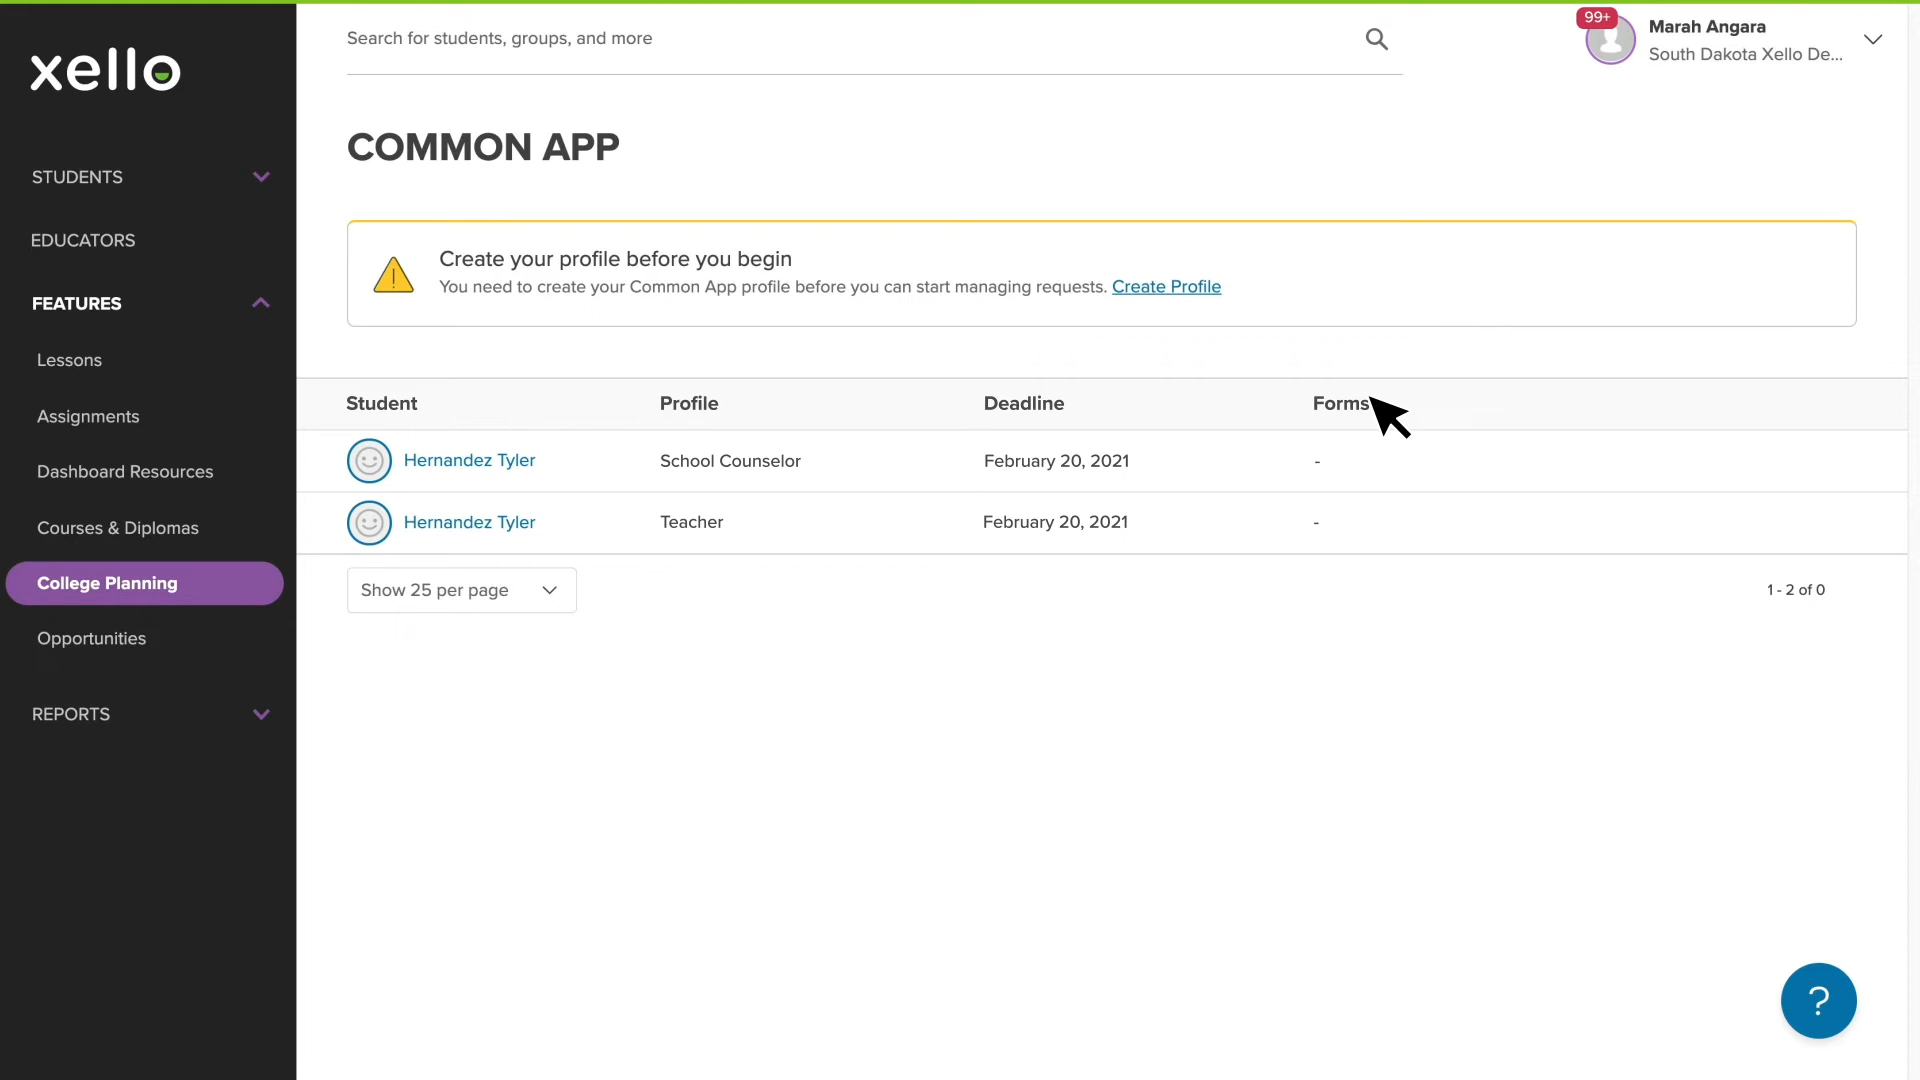 xello
Search for students, groups, and more
99+
Marah Angara
South Dakota Xello De...
STUDENTS
EDUCATORS
FEATURES
Lessons
Assignments
Dashboard Resources
Courses & Diplomas
College Planning
Opportunities
REPORTS
COMMON APP
Create your profile before you begin
You need to create your Common App profile before you can start managing requests. Create Profile
Student Profile Deadline Forms
Hernandez Tyler School Counselor February 20, 2021 -
Hernandez Tyler Teacher February 20, 2021 -
Show 25 per page
1 - 2 of 0
?